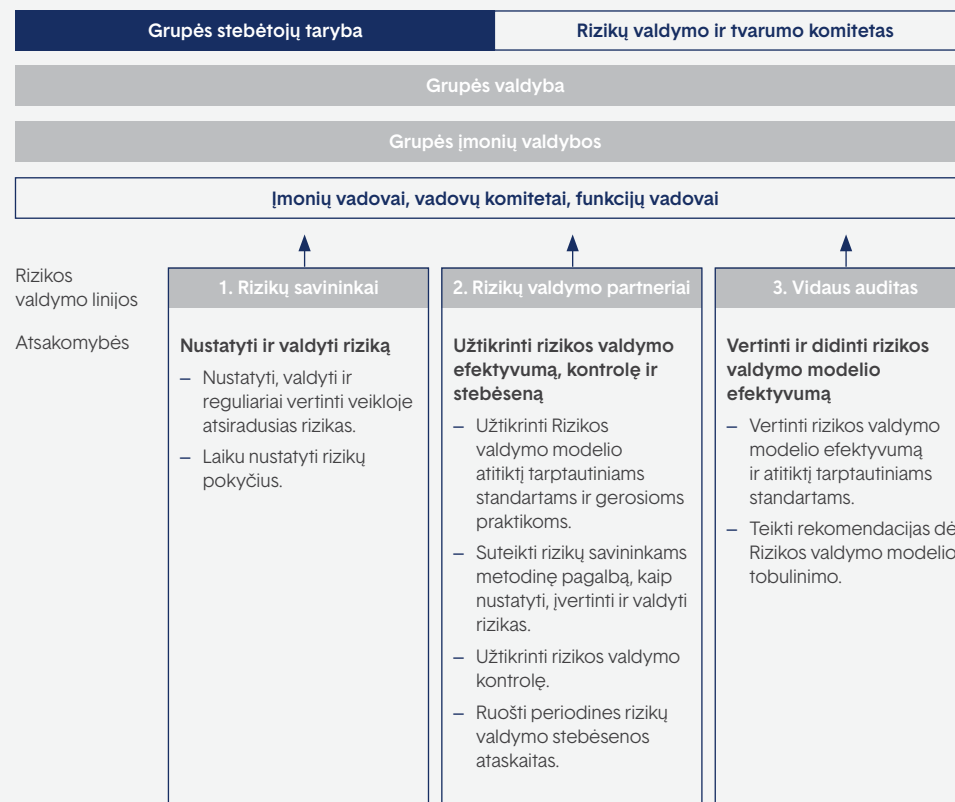 Grupės stebėtojų taryba
Rizikų valdymo ir tvarumo komitetas
Grupės valdyba
Grupės įmonių valdybos
Įmonių vadovai, vadovų komitetai, funkcijų vadovai
Rizikos
valdymo linijos
1. Rizikų savininkai
2. Rizikų valdymo partneriai
3. Vidaus auditas
Atsakomybės
Nustatyti ir valdyti riziką
– Nustatyti, valdyti ir
reguliariai vertinti veikloje
atsiradusias rizikas.
– Laiku nustatyti rizikų
pokyčius.
Užtikrinti rizikos valdymo
efektyvumą, kontrolę ir
stebėseną
– Užtikrinti Rizikos
valdymo modelio
atitiktį tarptautiniams
standartams ir gerosioms
praktikoms.
– Suteikti rizikų savininkams
metodinę pagalbą, kaip
nustatyti, įvertinti ir valdyti
rizikas.
– Užtikrinti rizikos valdymo
kontrolę.
– Ruošti periodines rizikų
valdymo stebėsenos
ataskaitas.
Vertinti ir didinti rizikos
valdymo modelio
efektyvumą
– Vertinti rizikos valdymo
modelio efektyvumą
ir atitiktį tarptautiniams
standartams.
– Teikti rekomendacijas
Rizikos valdymo modelio
tobulinimo.